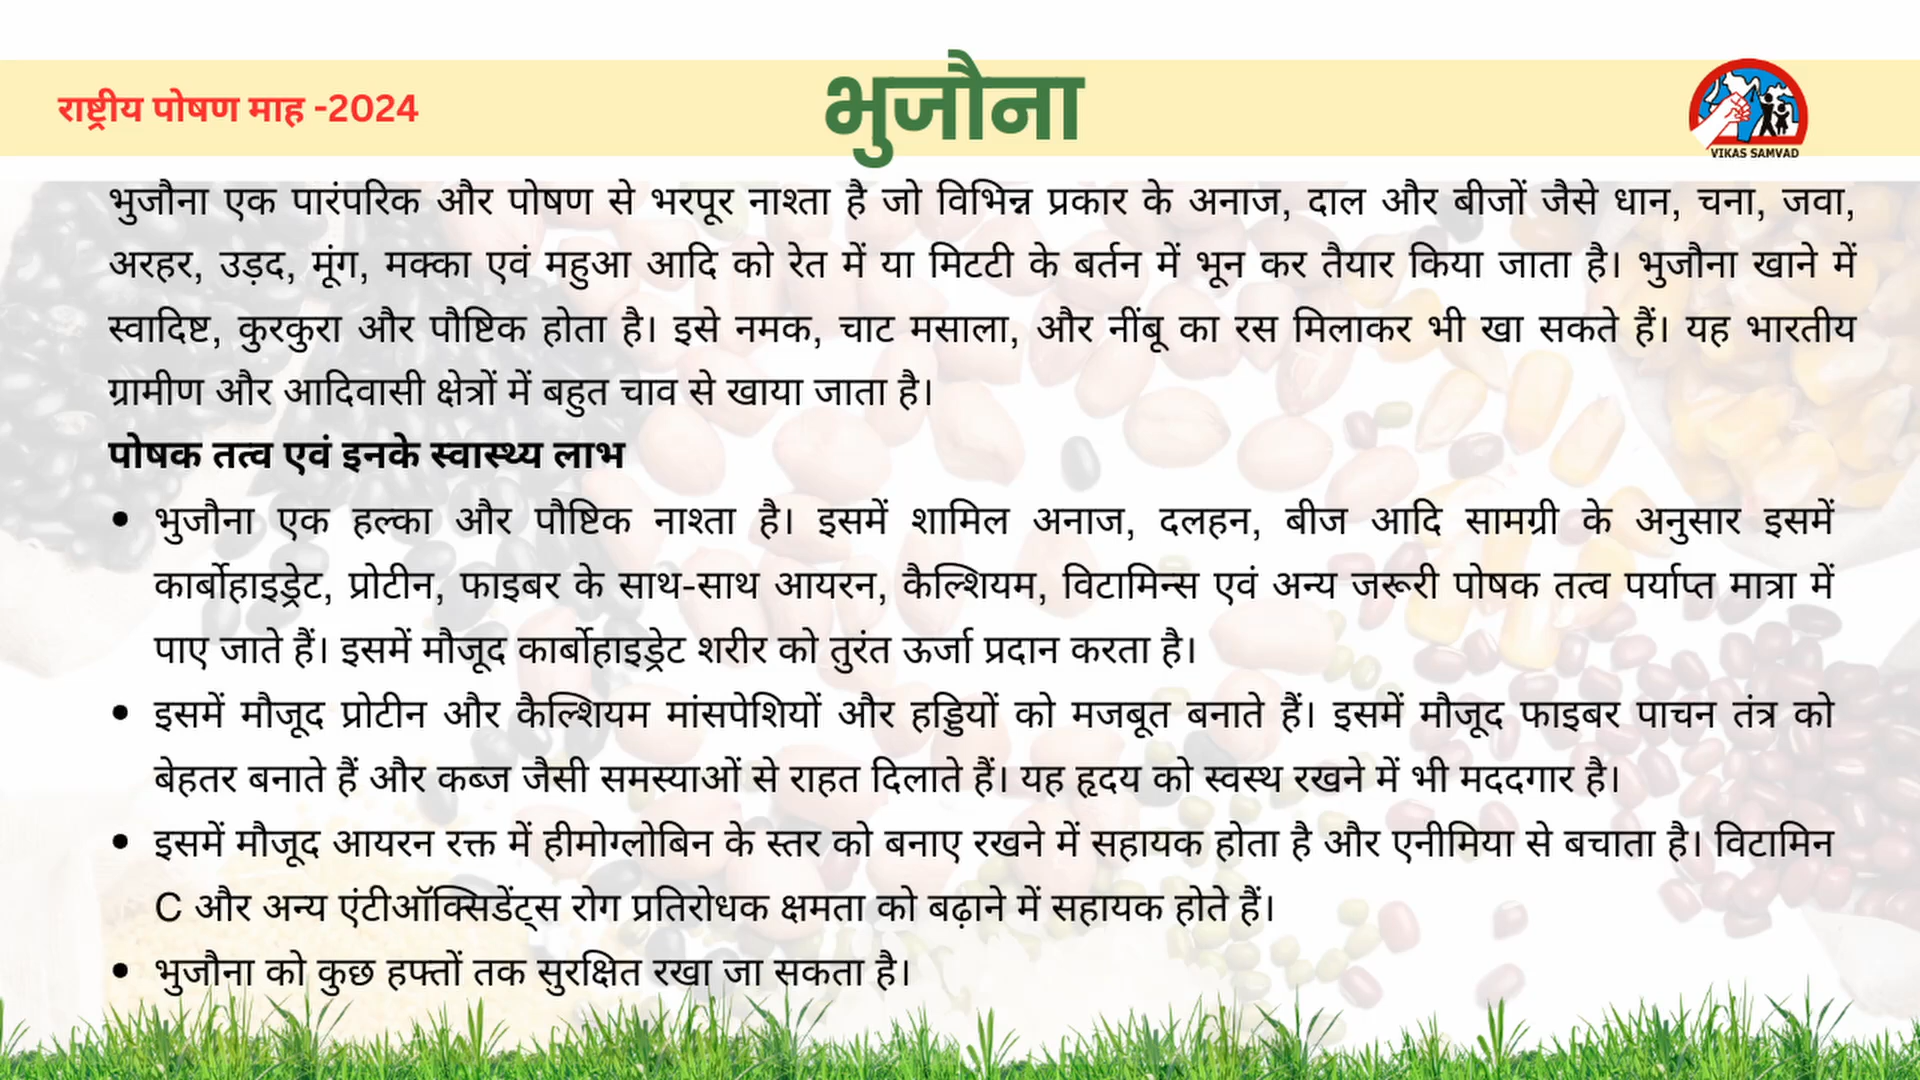 राष्ट्रीय पोषण माह -2024
भुजौना
VIKAS SAMVAD
भुजौना एक पारंपरिक और पोषण से भरपूर नाश्ता है जो विभिन्न प्रकार के अनाज, दाल और बीजों जैसे धान, चना, जवा,
अरहर, उड़द, मूंग, मक्का एवं महुआ आदि को रेत में या मिटटी के बर्तन में भून कर तैयार किया जाता है। भुजौना खाने में
स्वादिष्ट, कुरकुरा और पौष्टिक होता है। इसे नमक, चाट मसाला, और नींबू का रस मिलाकर भी खा सकते हैं। यह भारतीय
ग्रामीण और आदिवासी क्षेत्रों में बहुत चाव से खाया जाता है।
पोषक तत्व एवं इनके स्वास्थ्य लाभ
• भुजौना एक हल्का और पौष्टिक नाश्ता है। इसमें शामिल अनाज, दलहन, बीज आदि सामग्री के अनुसार इसमें
कार्बोहाइड्रेट, प्रोटीन, फाइबर के साथ-साथ आयरन, कैल्शियम, विटामिन्स एवं अन्य जरूरी पोषक तत्व पर्याप्त मात्रा में
पाए जाते हैं। इसमें मौजूद कार्बोहाइड्रेट शरीर को तुरंत ऊर्जा प्रदान करता है।
• इसमें मौजूद प्रोटीन और कैल्शियम मांसपेशियों और हड्डियों को मजबूत बनाते हैं। इसमें मौजूद फाइबर पाचन तंत्र को
बेहतर बनाते हैं और कब्ज जैसी समस्याओं से राहत दिलाते हैं। यह हृदय को स्वस्थ रखने में भी मददगार है।
• इसमें मौजूद आयरन रक्त में हीमोग्लोबिन के स्तर को बनाए रखने में सहायक होता है और एनीमिया से बचाता है। विटामिन
C और अन्य एंटीऑक्सिडेंट्स रोग प्रतिरोधक क्षमता को बढ़ाने में सहायक होते हैं।
• भुजौना को कुछ हफ्तों तक सुरक्षित रखा जा सकता है।